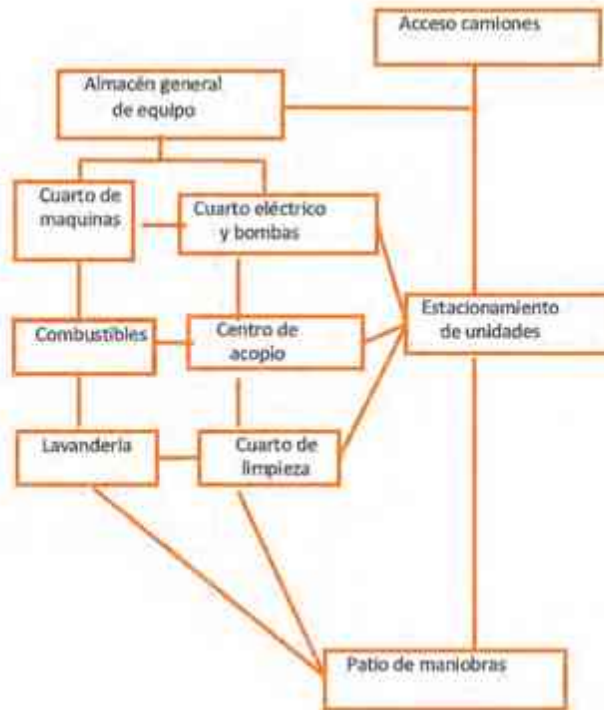 Acceso camiones
Almacén general
de equipo
Cuarto de
maquinas
Cuarto eléctrico
y bombas
Estacionamiento
de unidades
Combustibles
Centro de
acopio
Lavandería
Cuarto de
limpieza
Patio de maniobras